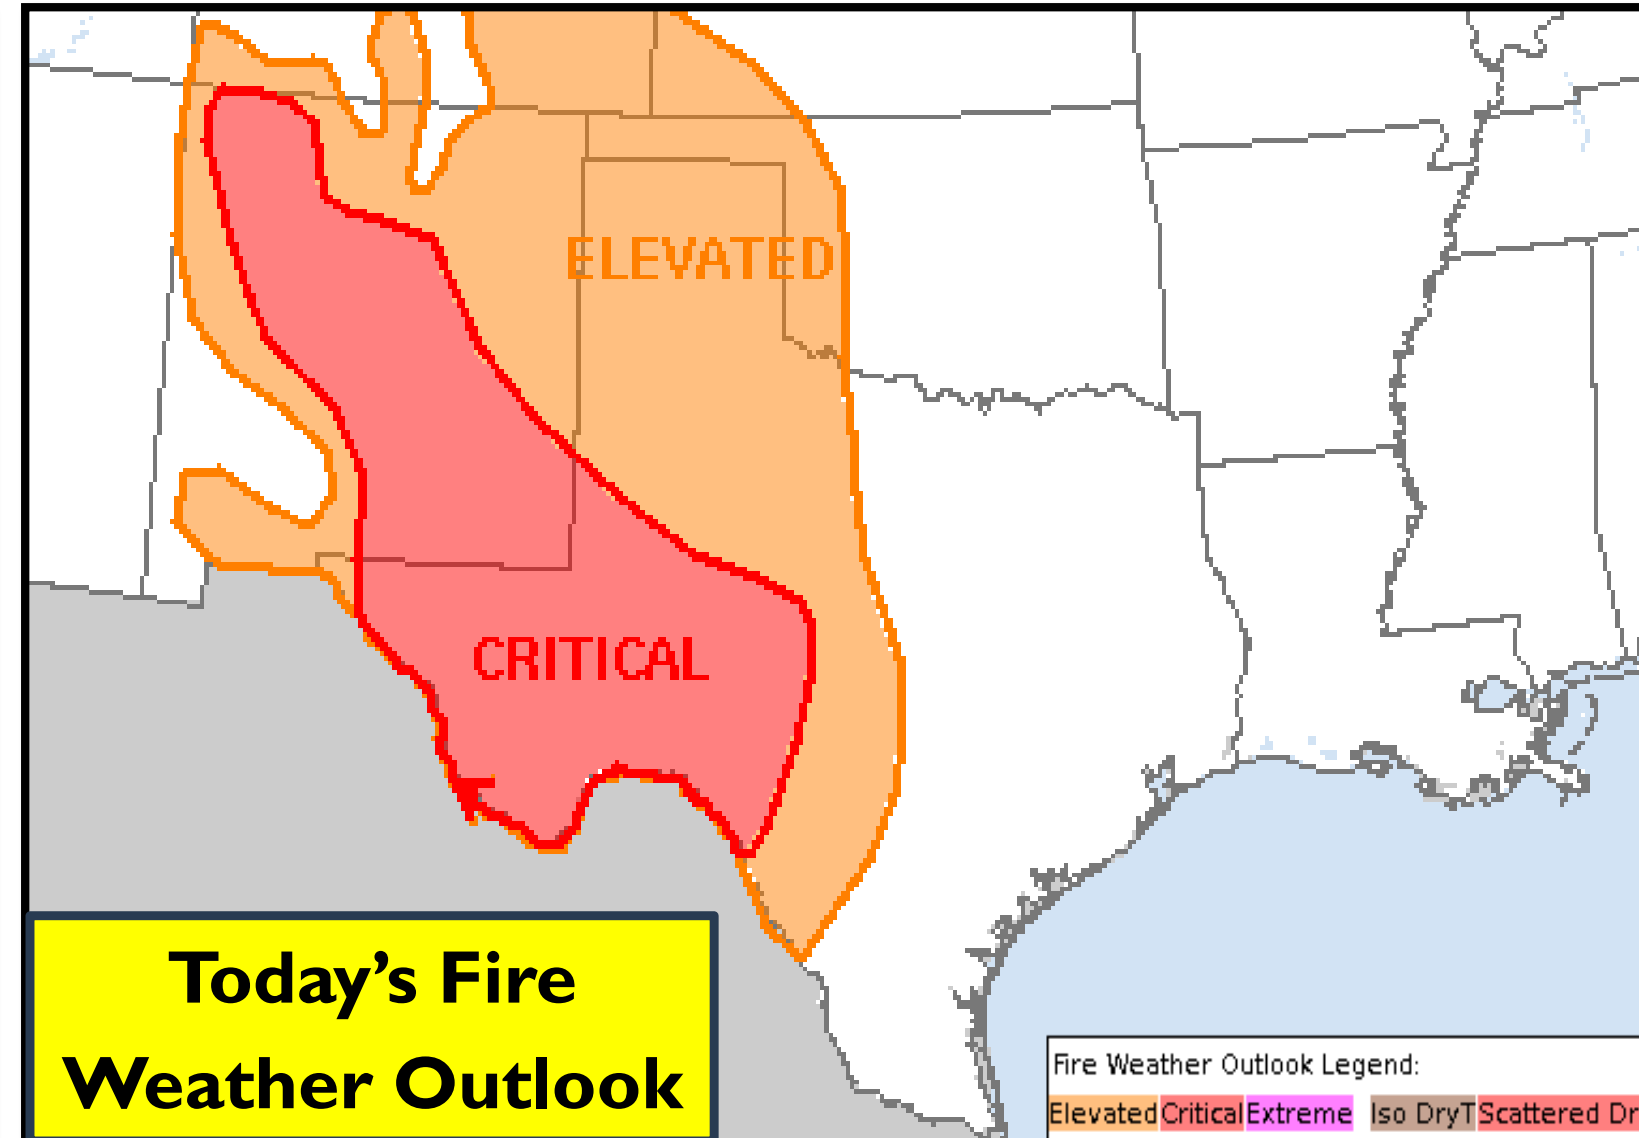 ELEVATED
CRITICAL
Today's Fire
Weather Outlook
Fire Weather Outlook Legend:
Elevated Critical Extreme Iso DryT Scattered Dr